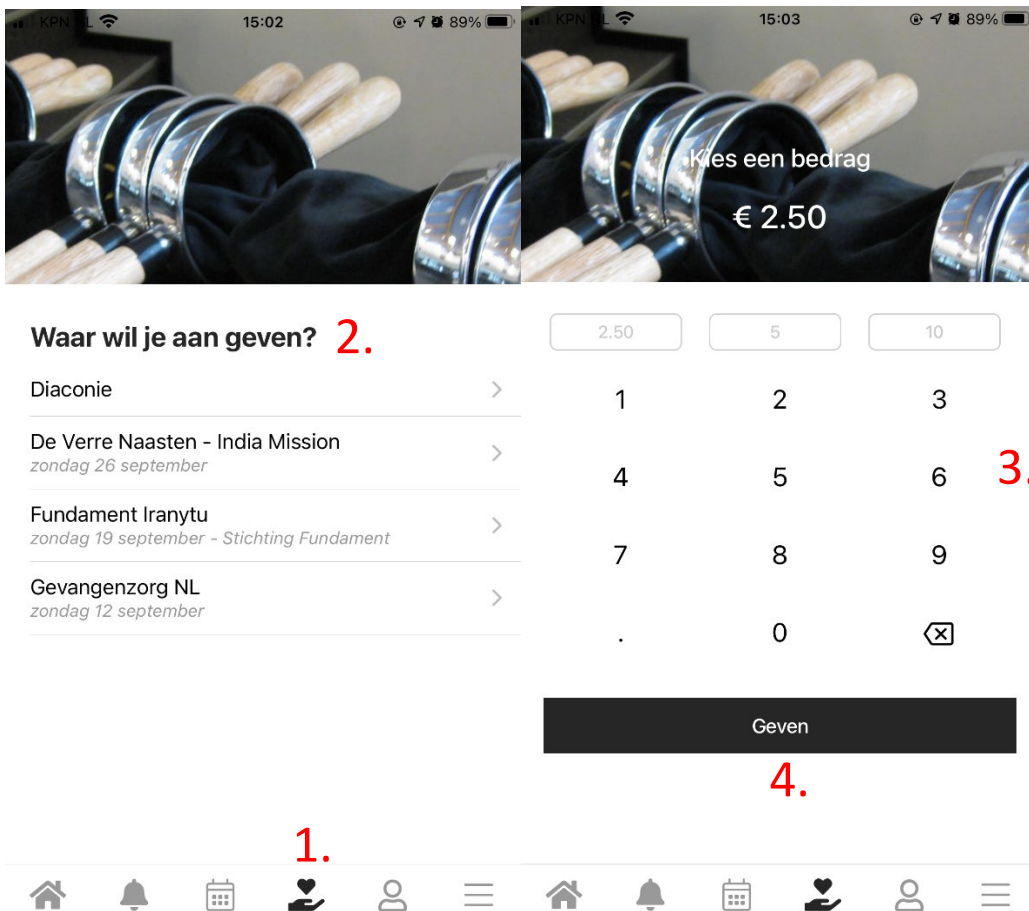 KPN NL 15:02 89%
Waar wil je aan geven? 2.
Diaconie
De Verre Naasten - India Mission
zondag 26 september
Fundament Iranytu
zondag 19 september - Stichting Fundament
Gevangenzorg NL
zondag 12 september
1.
KPN NL 15:03 89%
Kies een bedrag
€ 2.50
2.50 5 10
1 2 3
4 5 6 3.
7 8 9
. 0
Geven
4.